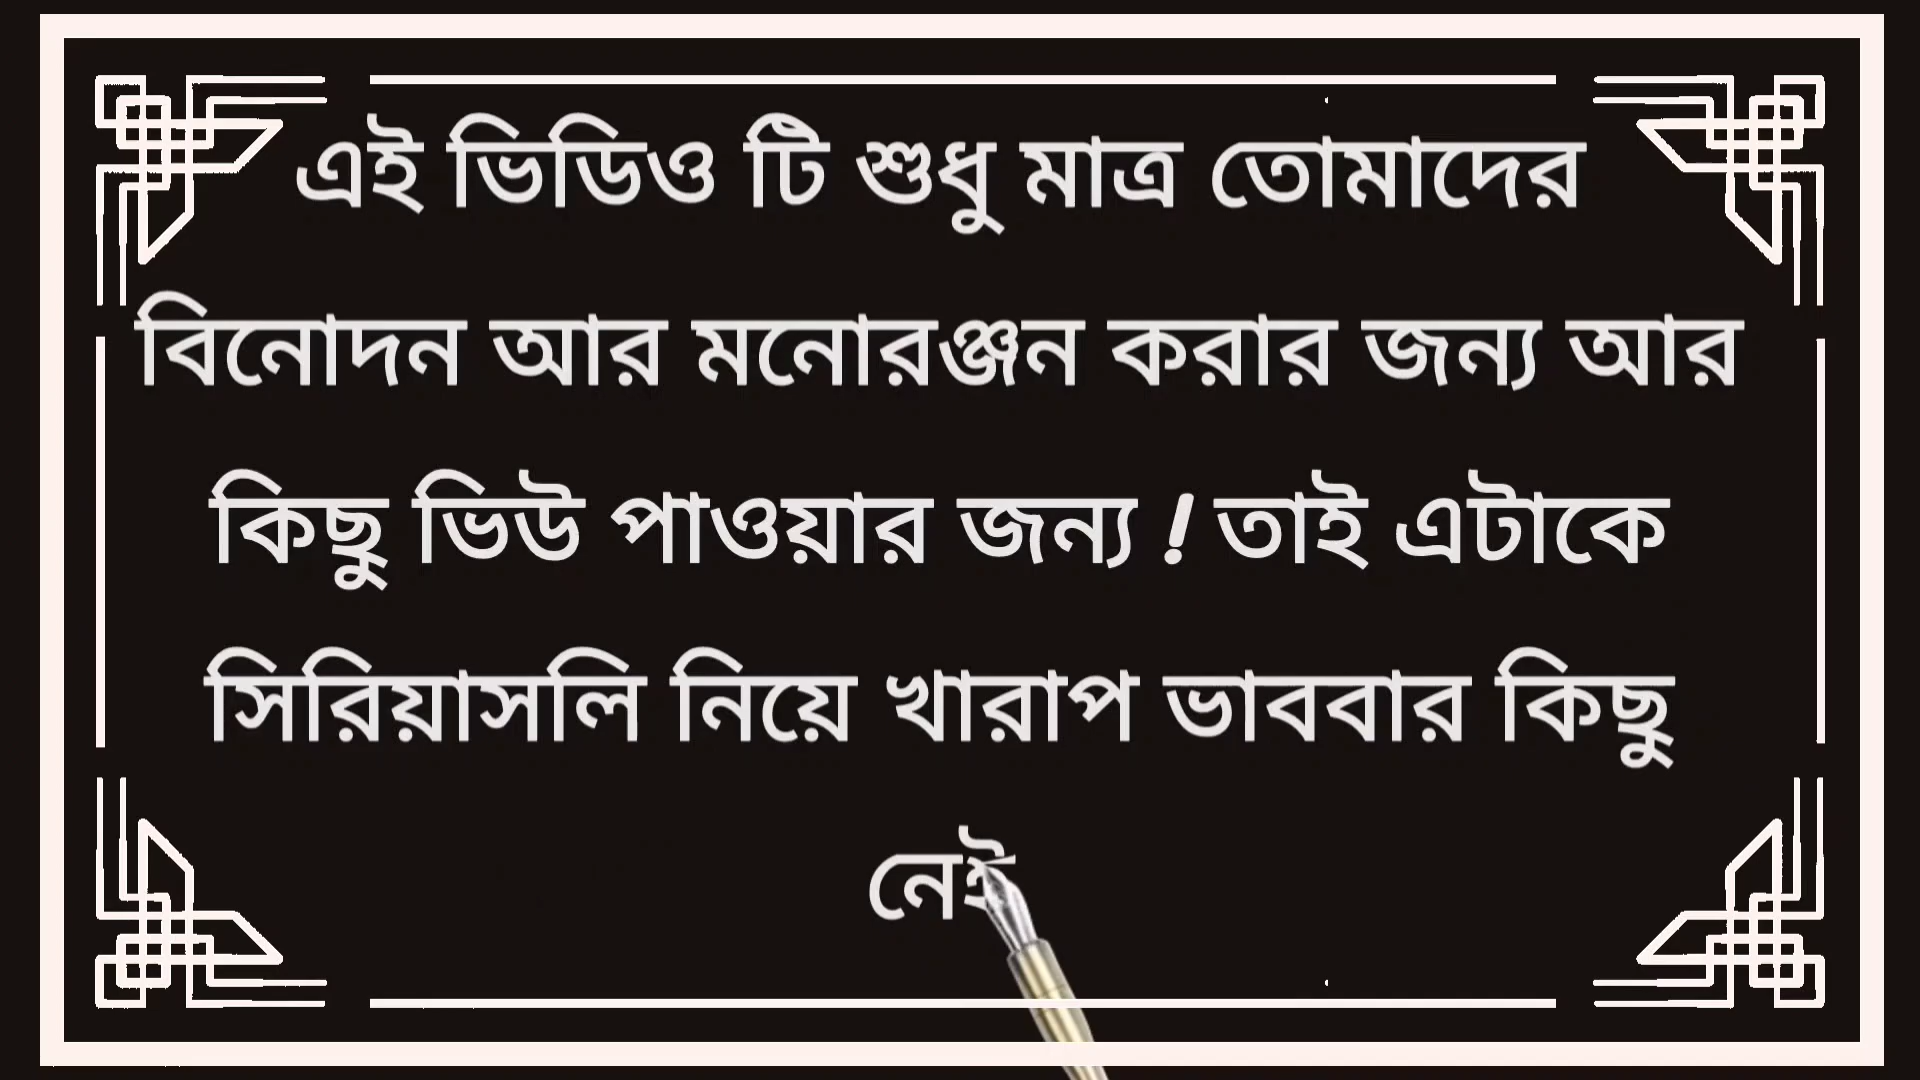 এই ভিডিও টি শুধু মাত্র তোমাদের
বিনোদন আর মনোরঞ্জন করার জন্য আর
কিছু ভিউ পাওয়ার জন্য ! তাই এটাকে
সিরিয়াসলি নিয়ে খারাপ ভাববার কিছু
নেই